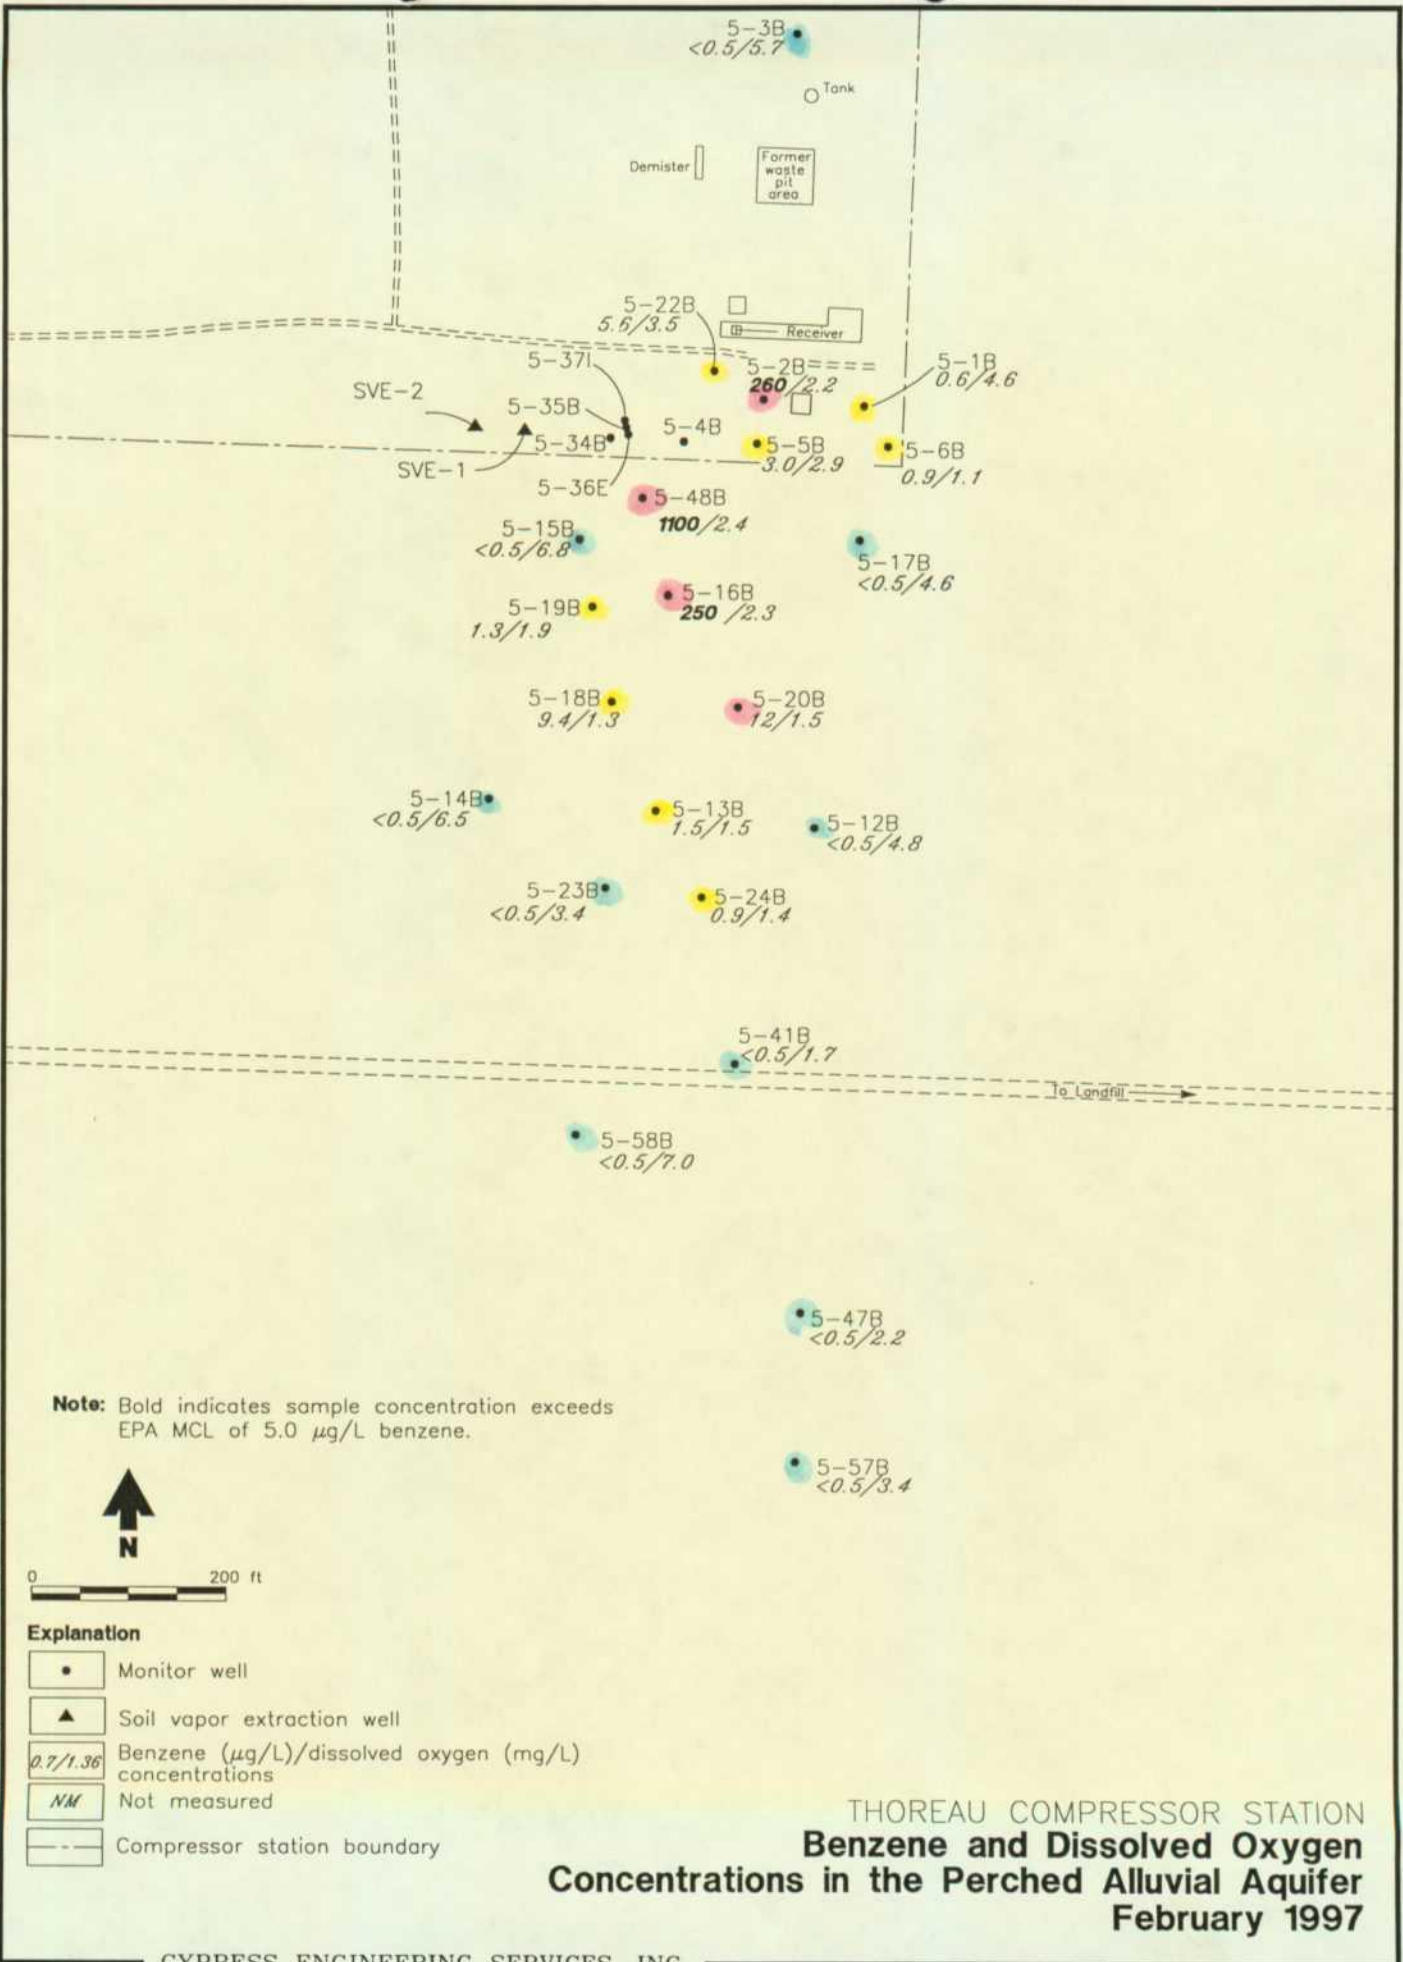 5-3B
<0.5/5.7
Tank
Demister
Former
waste
pit
area
5-22B
5.6/3.5
Receiver
5-37I
5-2B
260/2.2
5-1B
0.6/4.6
SVE-2
5-35B
5-4B
5-34B
5-5B
3.0/2.9
5-6B
0.9/1.1
SVE-1
5-36E
5-48B
1100/2.4
5-15B
<0.5/6.8
5-17B
<0.5/4.6
5-16B
250 /2.3
5-19B
1.3/1.9
5-18B
9.4/1.3
5-20B
12/1.5
5-14B
<0.5/6.5
5-13B
1.5/1.5
5-12B
<0.5/4.8
5-23B
<0.5/3.4
5-24B
0.9/1.4
5-41B
<0.5/1.7
To Landfill
5-58B
<0.5/7.0
5-47B
<0.5/2.2
Note: Bold indicates sample concentration exceeds
EPA MCL of 5.0 µg/L benzene.
5-57B
<0.5/3.4
N
0 200 ft
Explanation
Monitor well
Soil vapor extraction well
0.7/1.36 Benzene (µg/L)/dissolved oxygen (mg/L)
concentrations
NM Not measured
Compressor station boundary
THOREAU COMPRESSOR STATION
Benzene and Dissolved Oxygen
Concentrations in the Perched Alluvial Aquifer
February 1997
CYPRESS ENGINEERING SERVICES, INC.